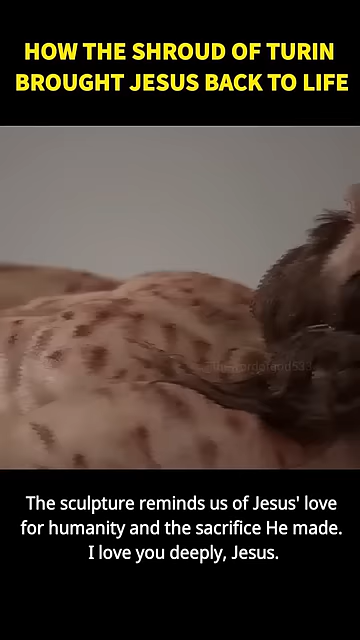 HOW THE SHROUD OF TURIN
BROUGHT JESUS BACK TO LIFE
The sculpture reminds us of Jesus' love
for humanity and the sacrifice He made.
I love you deeply, Jesus.